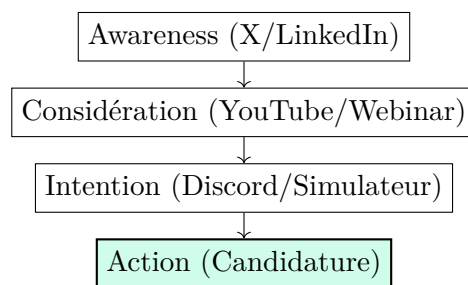 Awareness (X/LinkedIn)
Considération (YouTube/Webinar)
Intention (Discord/Simulateur)
Action (Candidature)